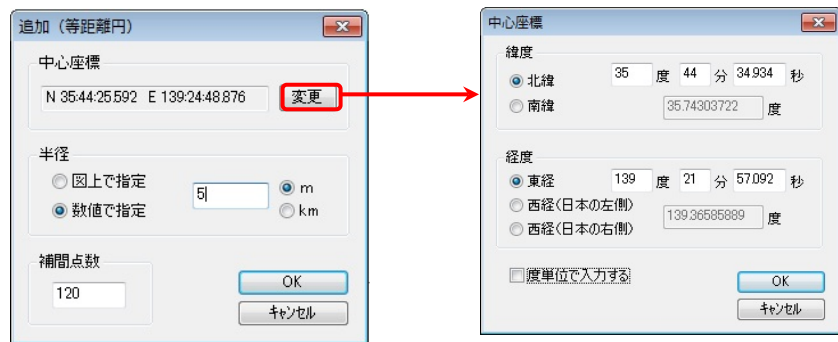 追加（等距離円）
中心座標
N 35:44:25.592 E 139:24:48.876 変更
半径
図上で指定
数値で指定
5
m
km
補間点数
120
OK
キャンセル
中心座標
緯度
北緯 35 度 44 分 34.934 秒
南緯 35.74303722 度
経度
東経 139 度 21 分 57.092 秒
西経(日本の左側)
西経(日本の右側)
139.36585889 度
度単位で入力する
OK
キャンセル